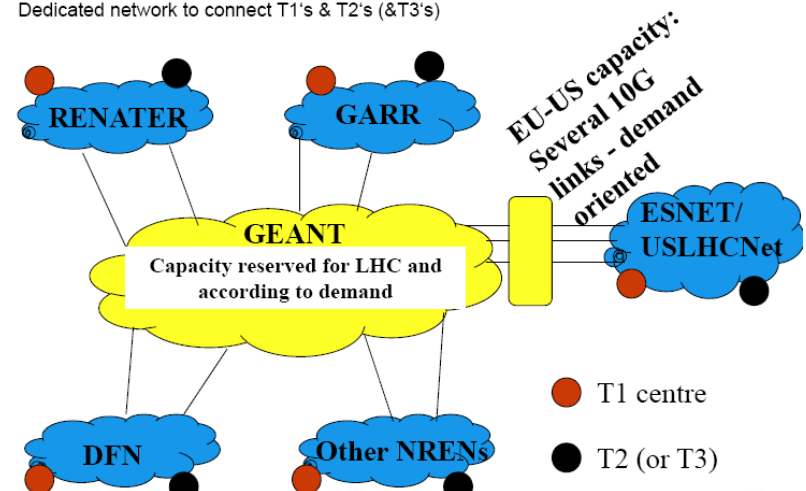 Dedicated network to connect T1's & T2's (&T3's)
RENATER
GARR
EU-US capacity:
Several 10G
links - demand
oriented
ESNET/
USLHCNet
GEANT
Capacity reserved for LHC and
according to demand
DFN
Other NRENs
T1 centre
T2 (or T3)